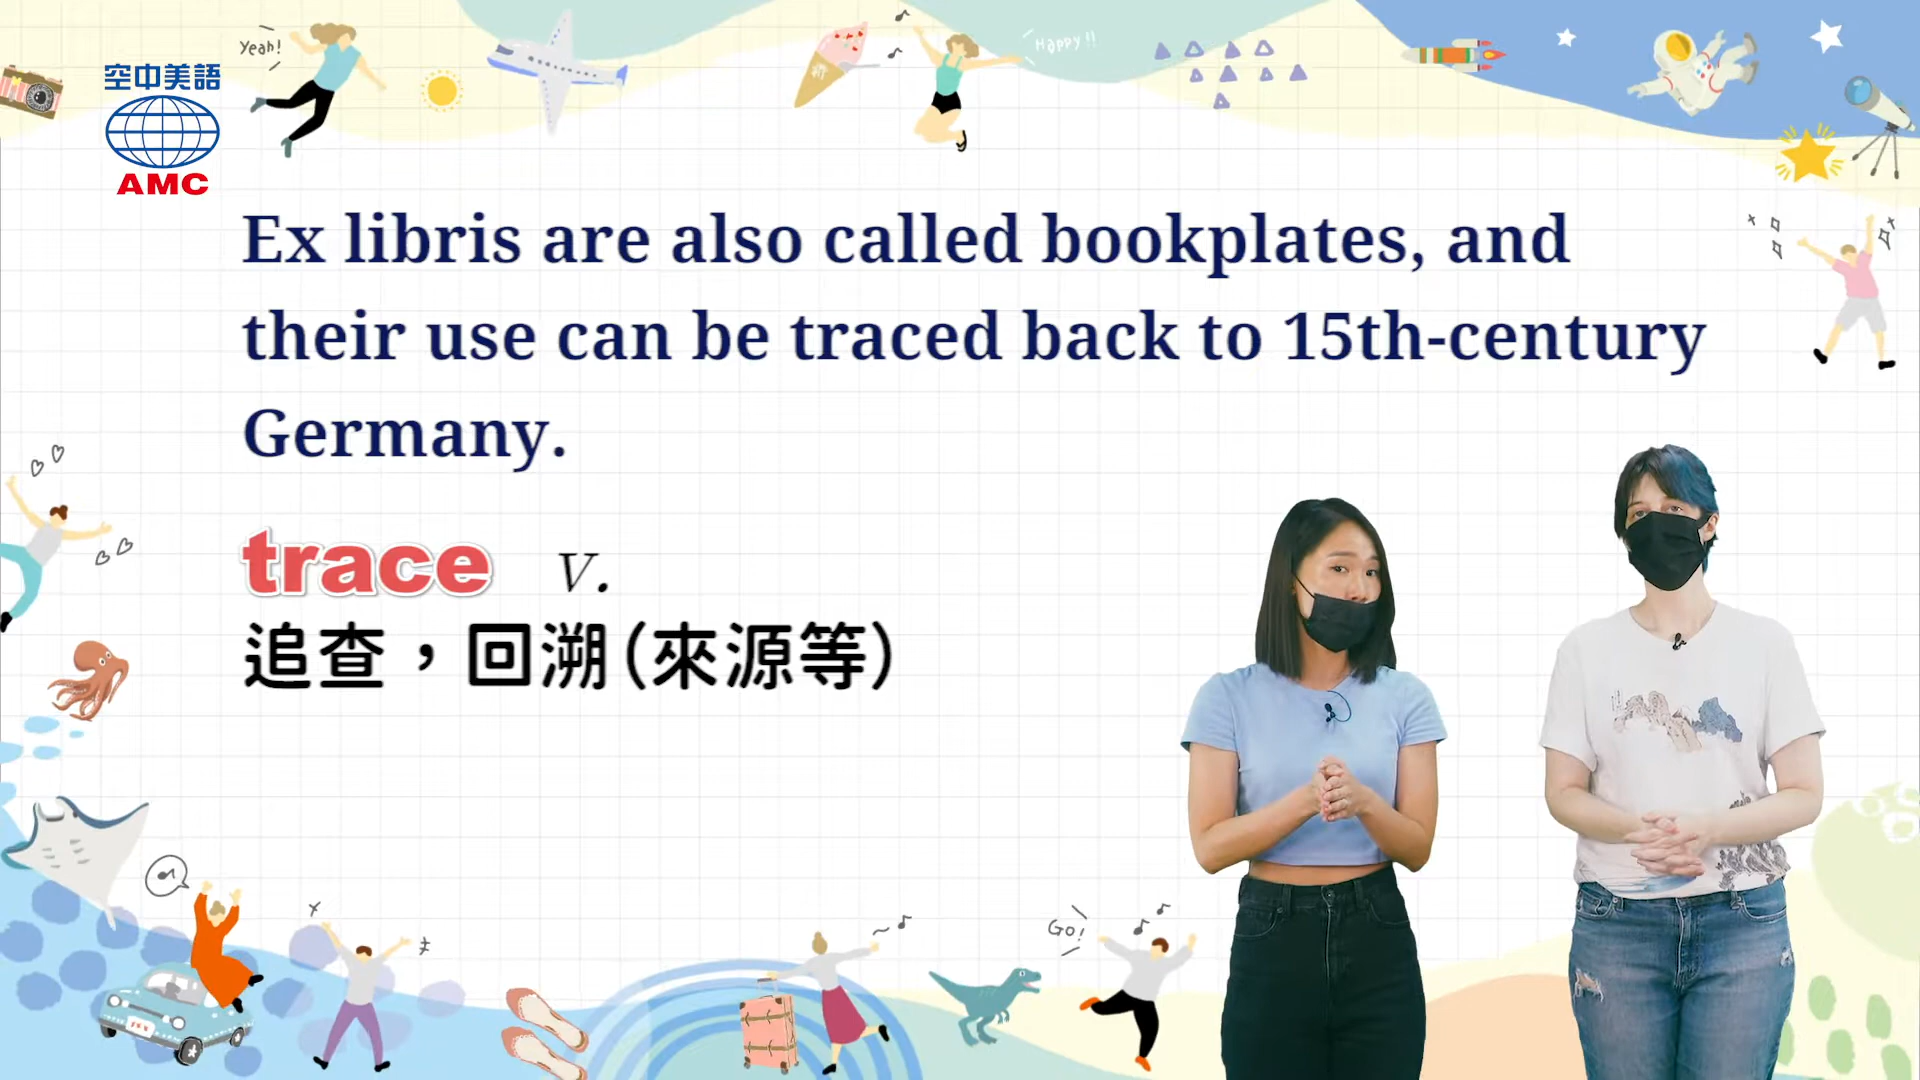 Yeah!
Happy!!
空中美語
AMC
Ex libris are also called bookplates, and
their use can be traced back to 15th-century
Germany.
trace v.
追查，回溯(來源等)
Go!